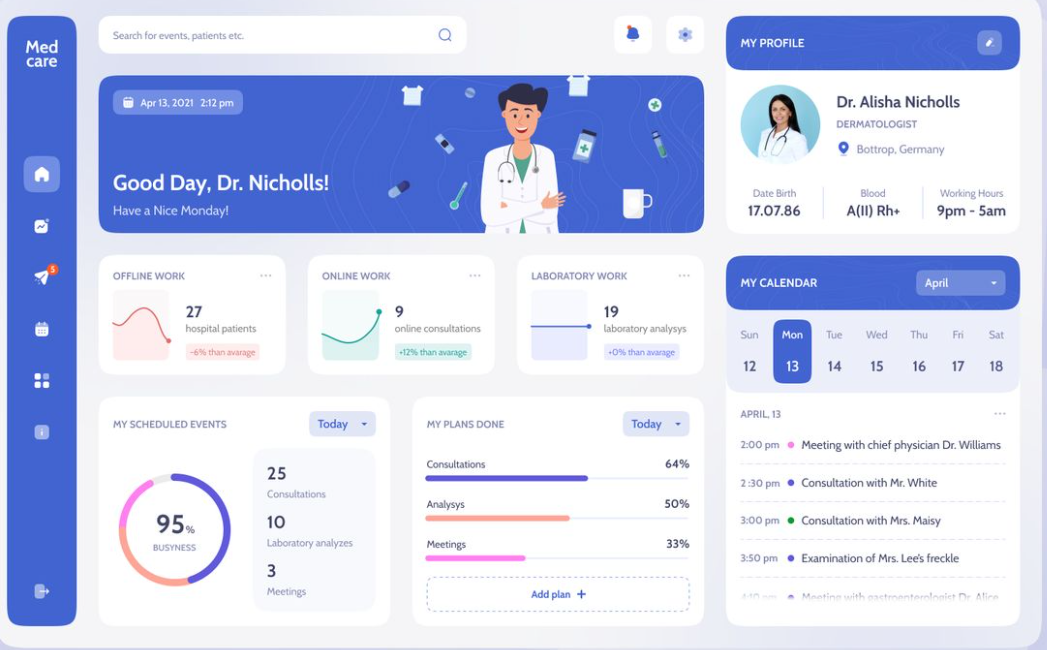 Med
care
5
Search for events, patients etc.
Apr 13, 2021 2:12 pm
Good Day, Dr. Nicholls!
Have a Nice Monday!
OFFLINE WORK
27
hospital patients
-6% than avarage
ONLINE WORK
9
online consultations
+12% than avarage
LABORATORY WORK
19
laboratory analysys
+0% than avarage
MY SCHEDULED EVENTS
Today
95%
BUSYNESS
25
Consultations
10
Laboratory analyzes
3
Meetings
MY PLANS DONE
Today
Consultations 64%
Analysys 50%
Meetings 33%
Add plan +
MY PROFILE
Dr. Alisha Nicholls
DERMATOLOGIST
Bottrop, Germany
Date Birth Blood Working Hours
17.07.86 A(II) Rh+ 9pm - 5am
MY CALENDAR
April
Sun Mon Tue Wed Thu Fri Sat
12 13 14 15 16 17 18
APRIL, 13
2:00 pm Meeting with chief physician Dr. Williams
2:30 pm Consultation with Mr. White
3:00 pm Consultation with Mrs. Maisy
3:50 pm Examination of Mrs. Lee's freckle
4:10 pm Meeting with gastroenterologist Dr. Alice